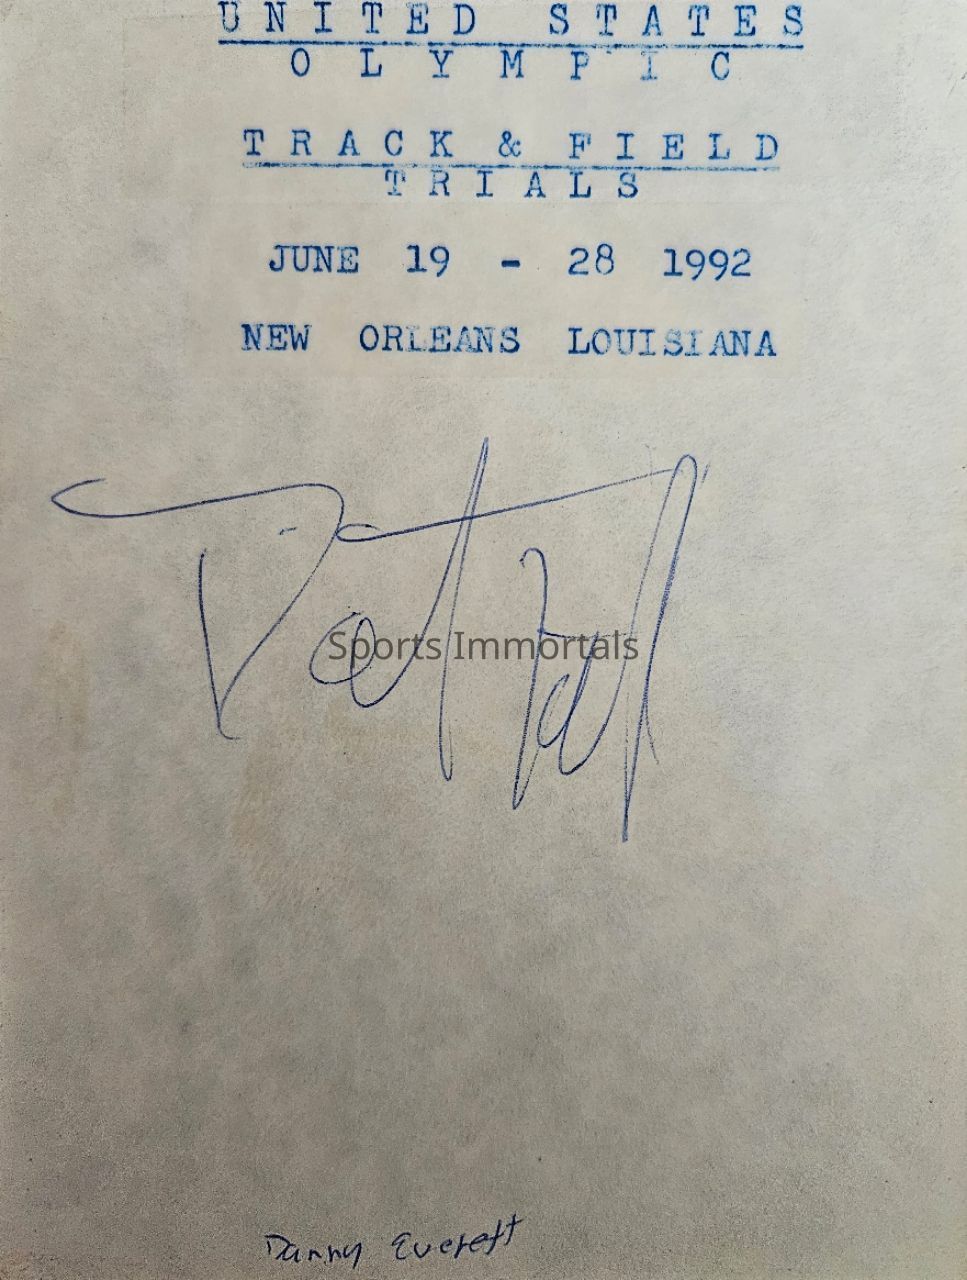 UNITED STATES
OLYMPIC
TRACK & FIELD
TRIALS
JUNE 19 - 28 1992
NEW ORLEANS LOUISIANA
Sports Immortals
Danny Everett